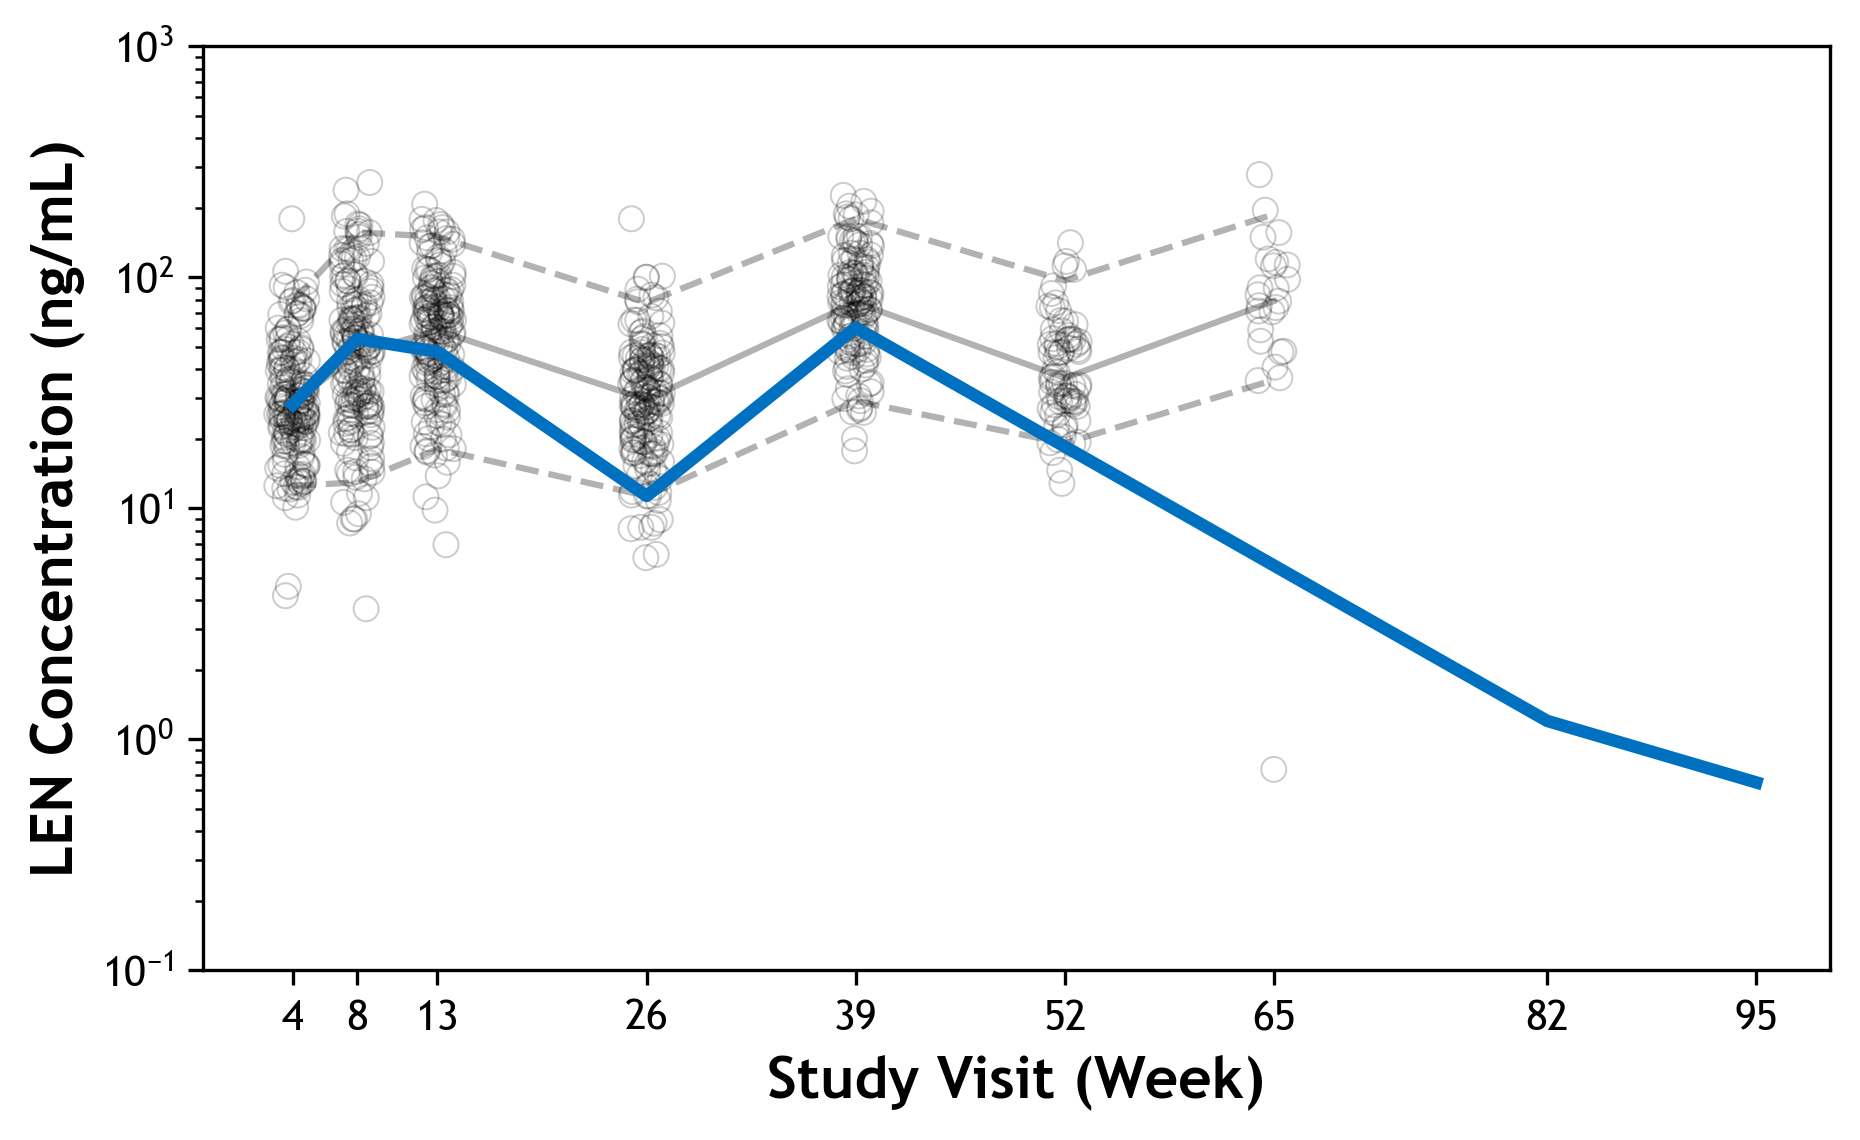 LEN Concentration (ng/mL)
10³
10²
10¹
10⁰
10⁻¹
4 8 13 26 39 52 65 82 95
Study Visit (Week)